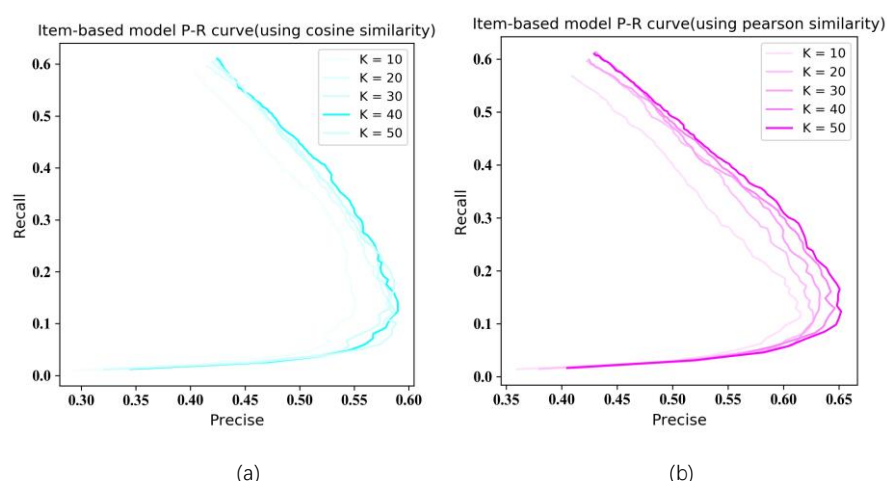 Item-based model P-R curve(using cosine similarity)
K = 10
K = 20
K = 30
K = 40
K = 50
0.6
0.5
0.4
0.3
0.2
0.1
0.0
Recall
0.30 0.40 0.50 0.55 0.60
Precise
(a)
Item-based model P-R curve(using pearson similarity)
K = 10
K = 20
K = 30
K = 40
K = 50
0.6
0.5
0.4
0.3
0.2
0.1
0.0
Recall
0.35 0.40 0.45 0.50 0.55 0.60 0.65
Precise
(b)